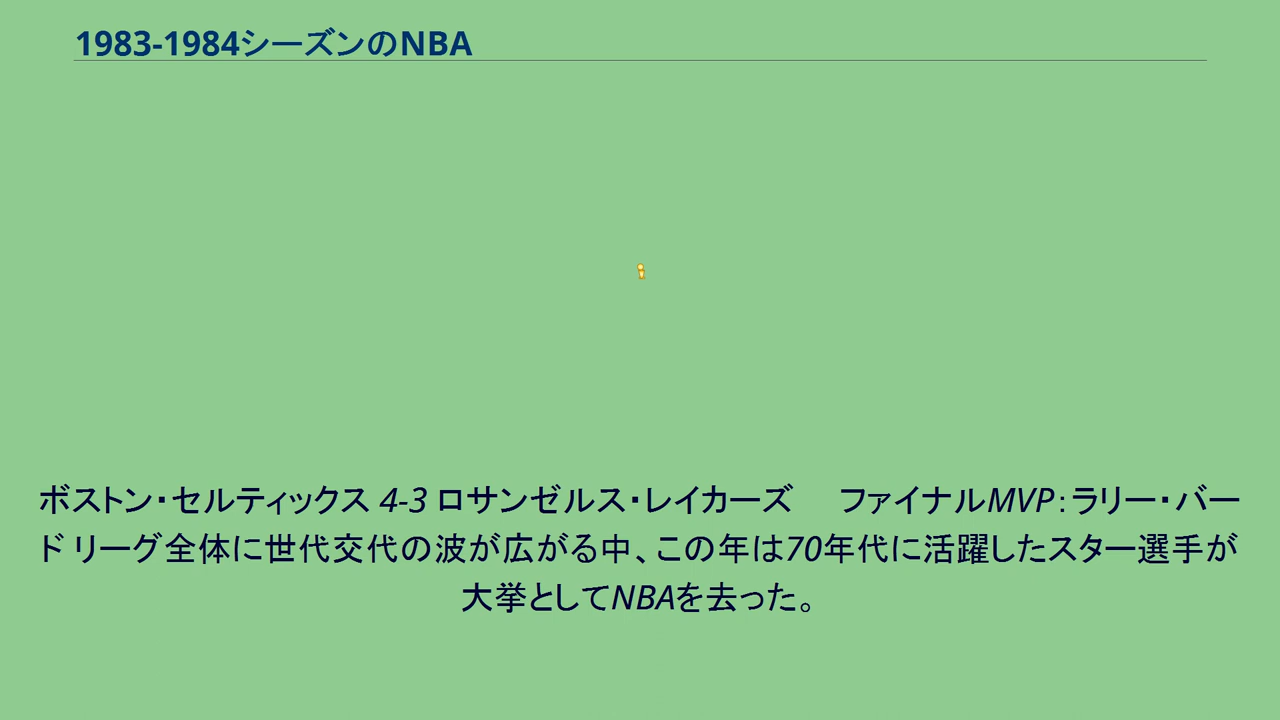 1983-1984シーズンのNBA
ボストン・セルティックス 4-3 ロサンゼルス・レイカーズ　ファイナルMVP：ラリー・バー
ド リーグ全体に世代交代の波が広がる中、この年は70年代に活躍したスター選手が
大挙としてNBAを去った。